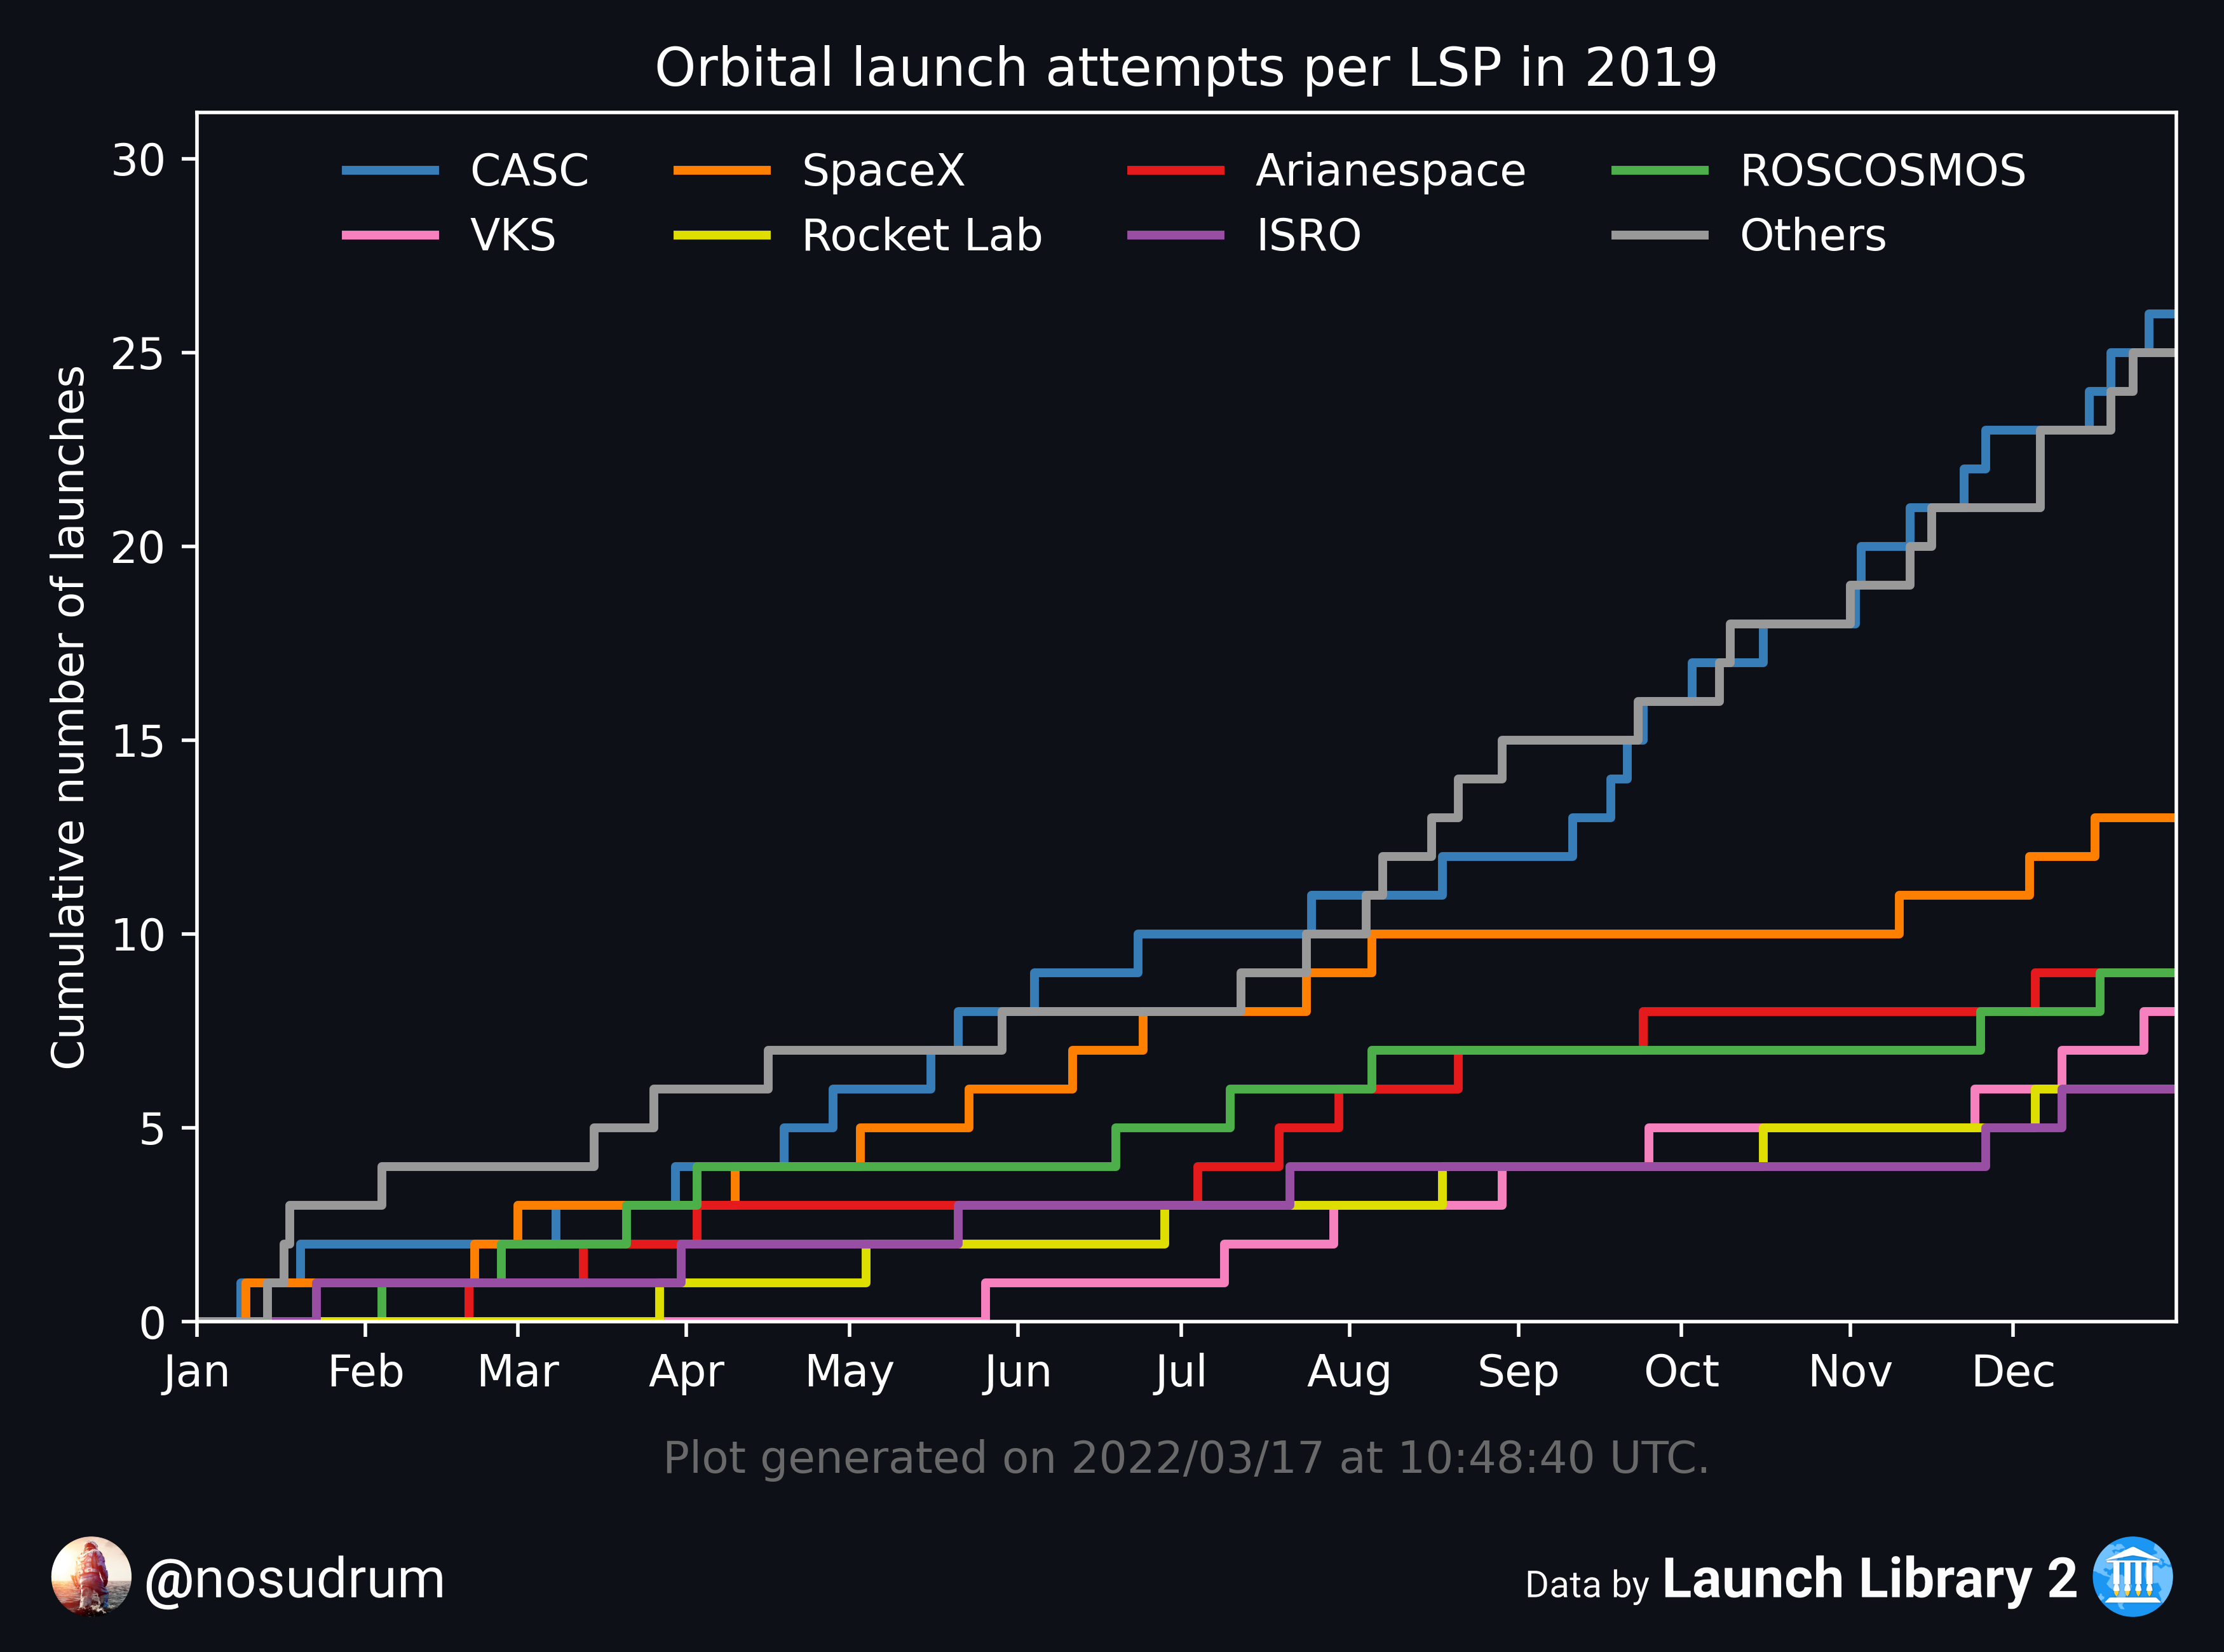 Orbital launch attempts per LSP in 2019
CASC SpaceX Arianespace ROSCOSMOS
VKS Rocket Lab ISRO Others
Cumulative number of launches
30
25
20
15
10
5
0
Jan Feb Mar Apr May Jun Jul Aug Sep Oct Nov Dec
Plot generated on 2022/03/17 at 10:48:40 UTC.
@nosudrum
Data by Launch Library 2